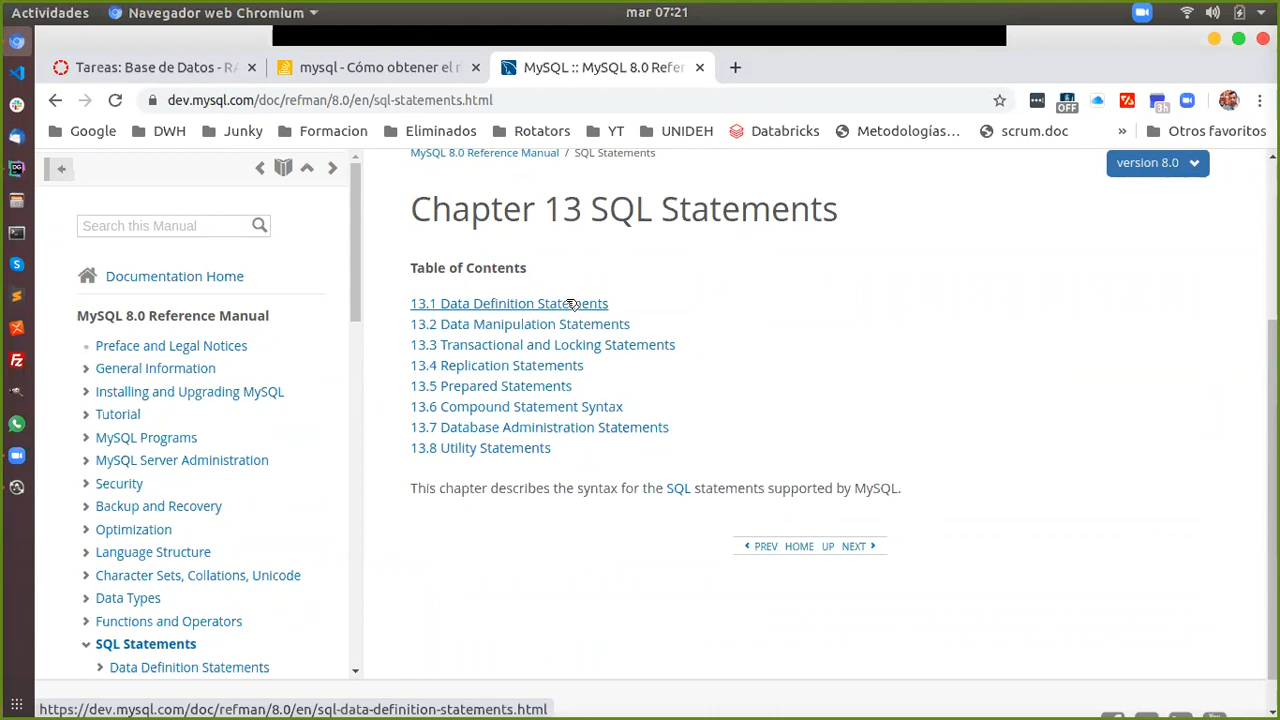 Actividades
Navegador web Chromium
mar 07:21
Tareas: Base de Datos - RA
mysql - Cómo obtener el n
MySQL :: MySQL 8.0 Refer
dev.mysql.com/doc/refman/8.0/en/sql-statements.html
OFF
3h
Google
DWH
Junky
Formacion
Eliminados
Rotators
YT
UNIDEH
Databricks
Metodologías...
scrum.doc
»
Otros favoritos
MySQL 8.0 Reference Manual / SQL Statements
version 8.0
Search this Manual
Documentation Home
MySQL 8.0 Reference Manual
Preface and Legal Notices
General Information
Installing and Upgrading MySQL
Tutorial
MySQL Programs
MySQL Server Administration
Security
Backup and Recovery
Optimization
Language Structure
Character Sets, Collations, Unicode
Data Types
Functions and Operators
SQL Statements
Data Definition Statements
Chapter 13 SQL Statements
Table of Contents
13.1 Data Definition Statements
13.2 Data Manipulation Statements
13.3 Transactional and Locking Statements
13.4 Replication Statements
13.5 Prepared Statements
13.6 Compound Statement Syntax
13.7 Database Administration Statements
13.8 Utility Statements
This chapter describes the syntax for the SQL statements supported by MySQL.
PREV HOME UP NEXT
https://dev.mysql.com/doc/refman/8.0/en/sql-data-definition-statements.html